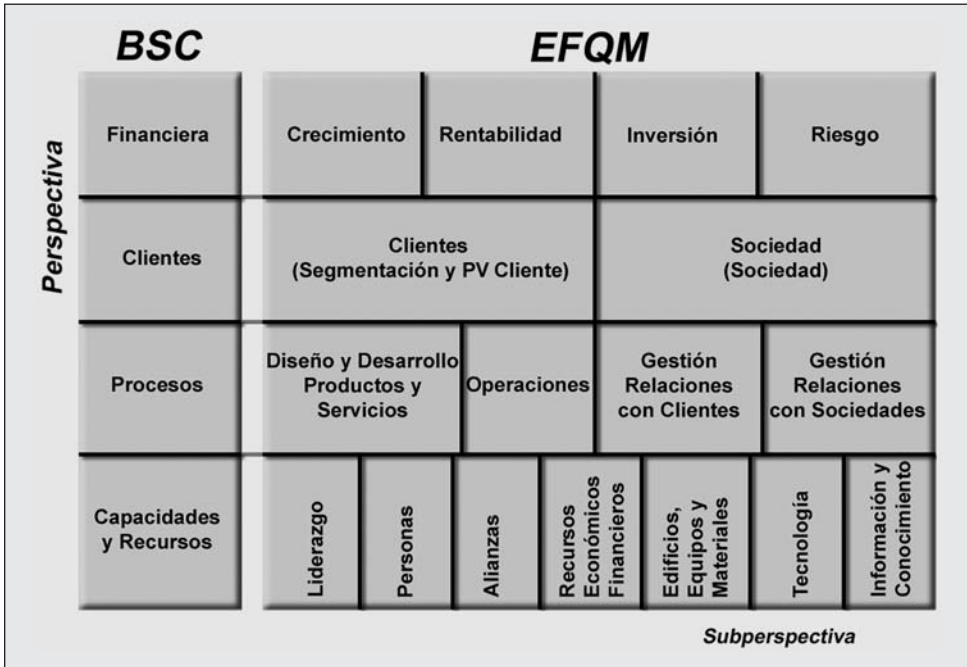 BSC
EFQM
Perspectiva
Financiera
Crecimiento
Rentabilidad
Inversión
Riesgo
Clientes
Clientes
(Segmentación y PV Cliente)
Sociedad
(Sociedad)
Procesos
Diseño y Desarrollo
Productos y
Servicios
Operaciones
Gestión
Relaciones
con Clientes
Gestión
Relaciones
con Sociedades
Capacidades
y Recursos
Liderazgo
Personas
Alianzas
Recursos
Económicos
Financieros
Edificios,
Equipos y
Materiales
Tecnología
Información y
Conocimiento
Subperspectiva